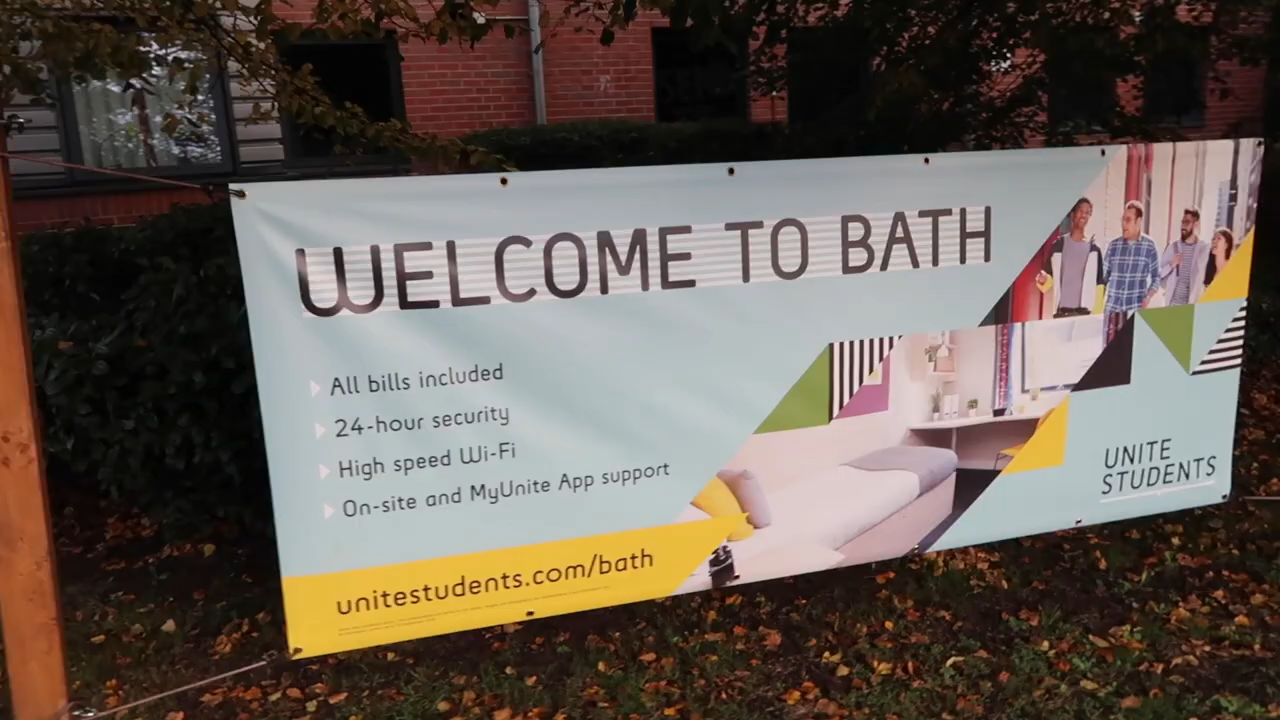 WELCOME TO BATH
All bills included
24-hour security
High speed Wi-Fi
On-site and MyUnite App support
unitestudents.com/bath
UNITE
STUDENTS